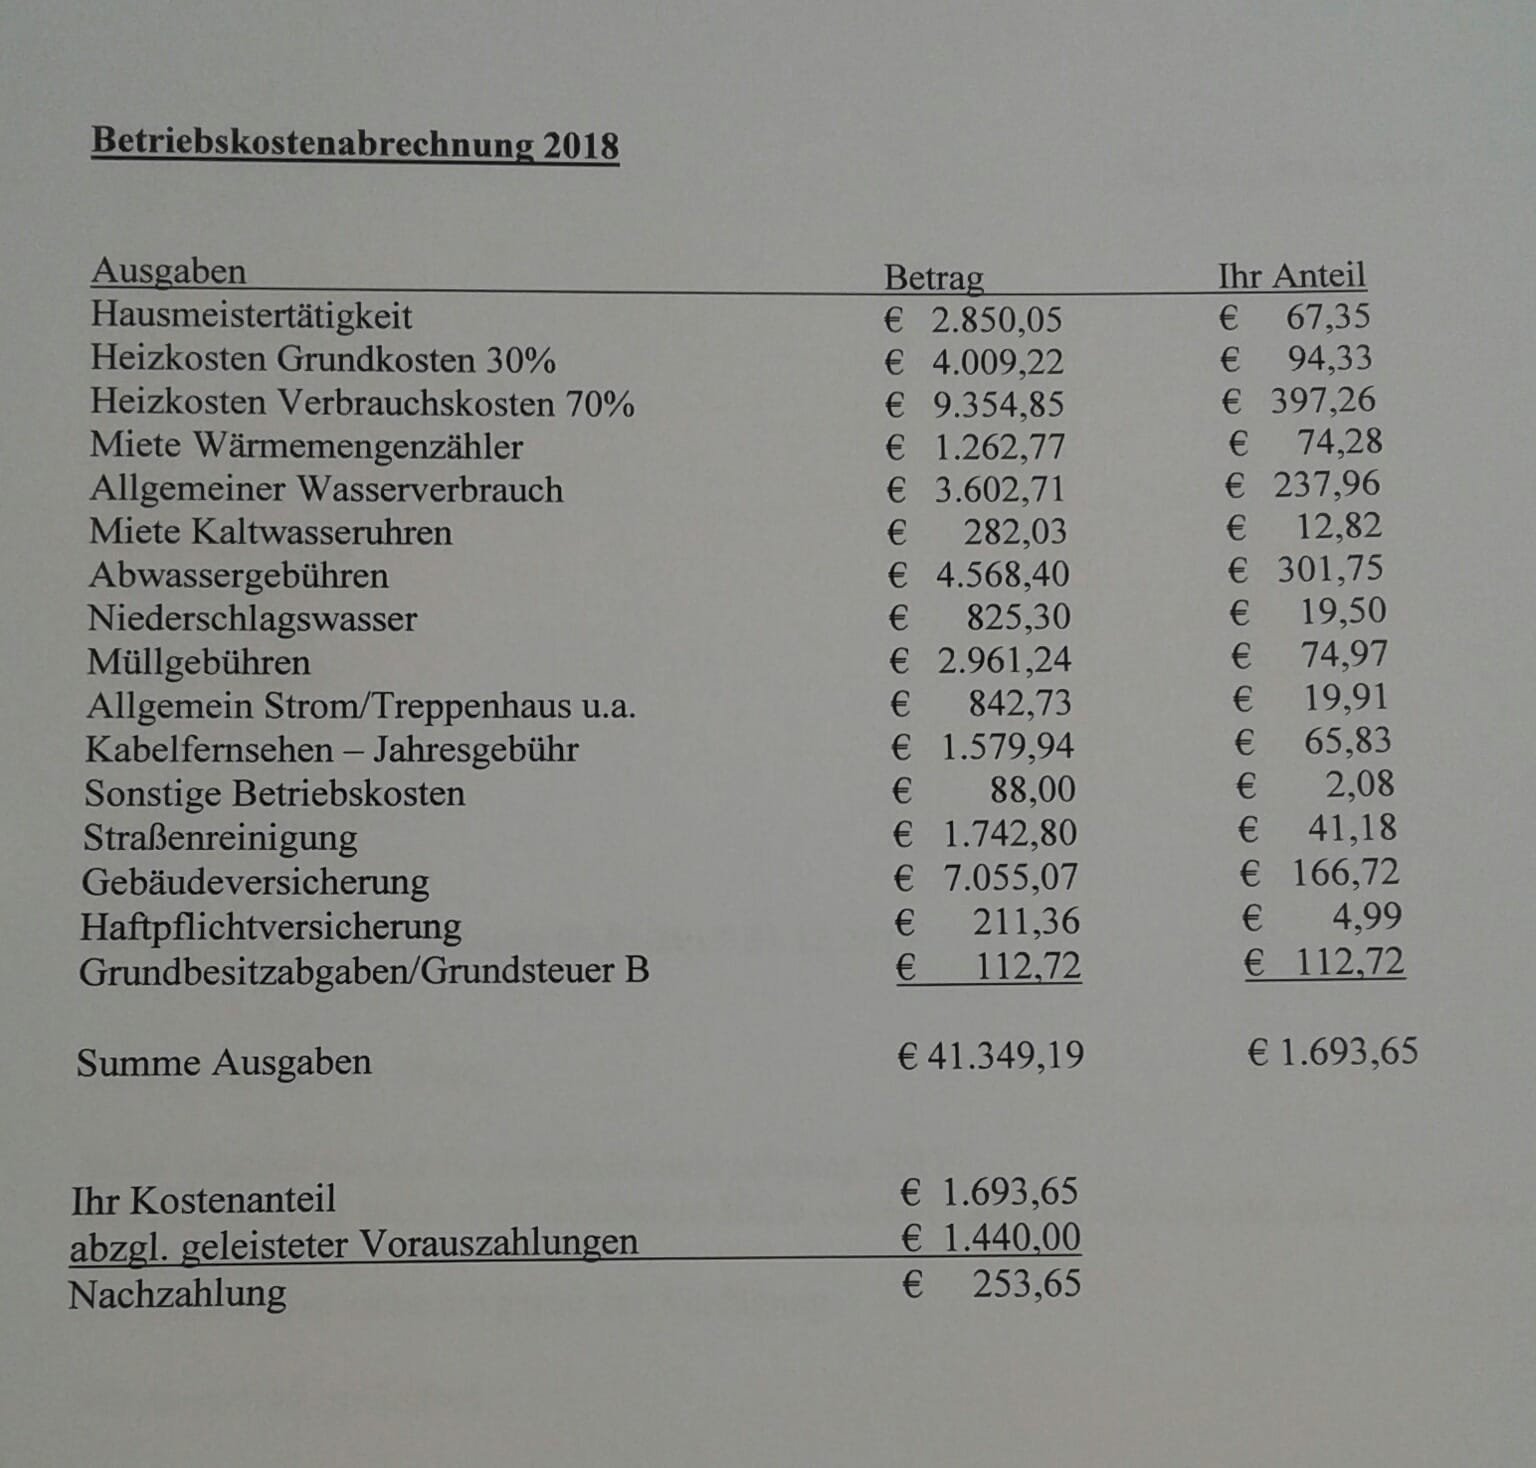 Betriebskostenabrechnung 2018
Ausgaben Betrag Ihr Anteil
Hausmeistertätigkeit € 2.850,05 € 67,35
Heizkosten Grundkosten 30% € 4.009,22 € 94,33
Heizkosten Verbrauchskosten 70% € 9.354,85 € 397,26
Miete Wärmemengenzähler € 1.262,77 € 74,28
Allgemeiner Wasserverbrauch € 3.602,71 € 237,96
Miete Kaltwasseruhren € 282,03 € 12,82
Abwassergebühren € 4.568,40 € 301,75
Niederschlagswasser € 825,30 € 19,50
Müllgebühren € 2.961,24 € 74,97
Allgemein Strom/Treppenhaus u.a. € 842,73 € 19,91
Kabelfernsehen – Jahresgebühr € 1.579,94 € 65,83
Sonstige Betriebskosten € 88,00 € 2,08
Straßenreinigung € 1.742,80 € 41,18
Gebäudeversicherung € 7.055,07 € 166,72
Haftpflichtversicherung € 211,36 € 4,99
Grundbesitzabgaben/Grundsteuer B € 112,72 € 112,72
Summe Ausgaben € 41.349,19 € 1.693,65
Ihr Kostenanteil € 1.693,65
abzgl. geleisteter Vorauszahlungen € 1.440,00
Nachzahlung € 253,65